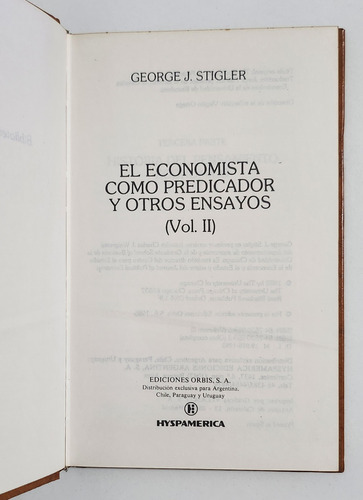 GEORGE J. STIGLER
EL ECONOMISTA
COMO PREDICADOR
Y OTROS ENSAYOS
(Vol. II)
EDICIONES ORBIS, S. A.
Distribución exclusiva para Argentina,
Chile, Paraguay y Uruguay
HYSPAMERICA